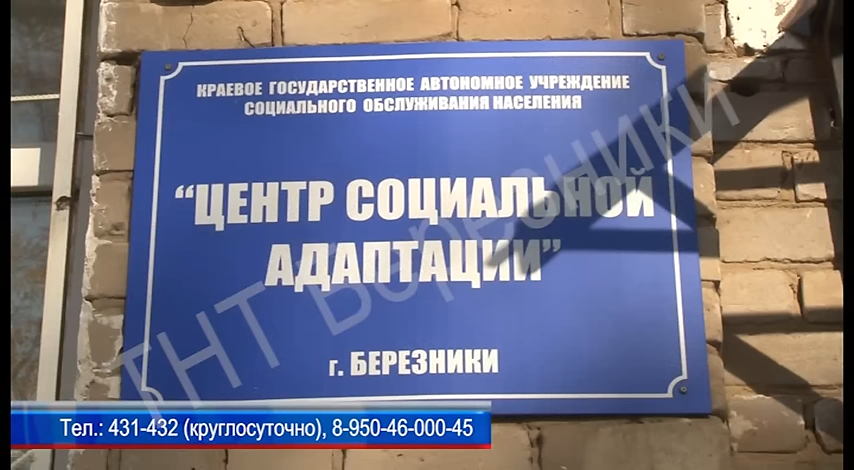 КРАЕВОЕ ГОСУДАРСТВЕННОЕ АВТОНОМНОЕ УЧРЕЖДЕНИЕ
СОЦИАЛЬНОГО ОБСЛУЖИВАНИЯ НАСЕЛЕНИЯ
“ЦЕНТР СОЦИАЛЬНОЙ
АДАПТАЦИИ”
г. БЕРЕЗНИКИ
ТНТ Березники
Тел.: 431-432 (круглосуточно), 8-950-46-000-45